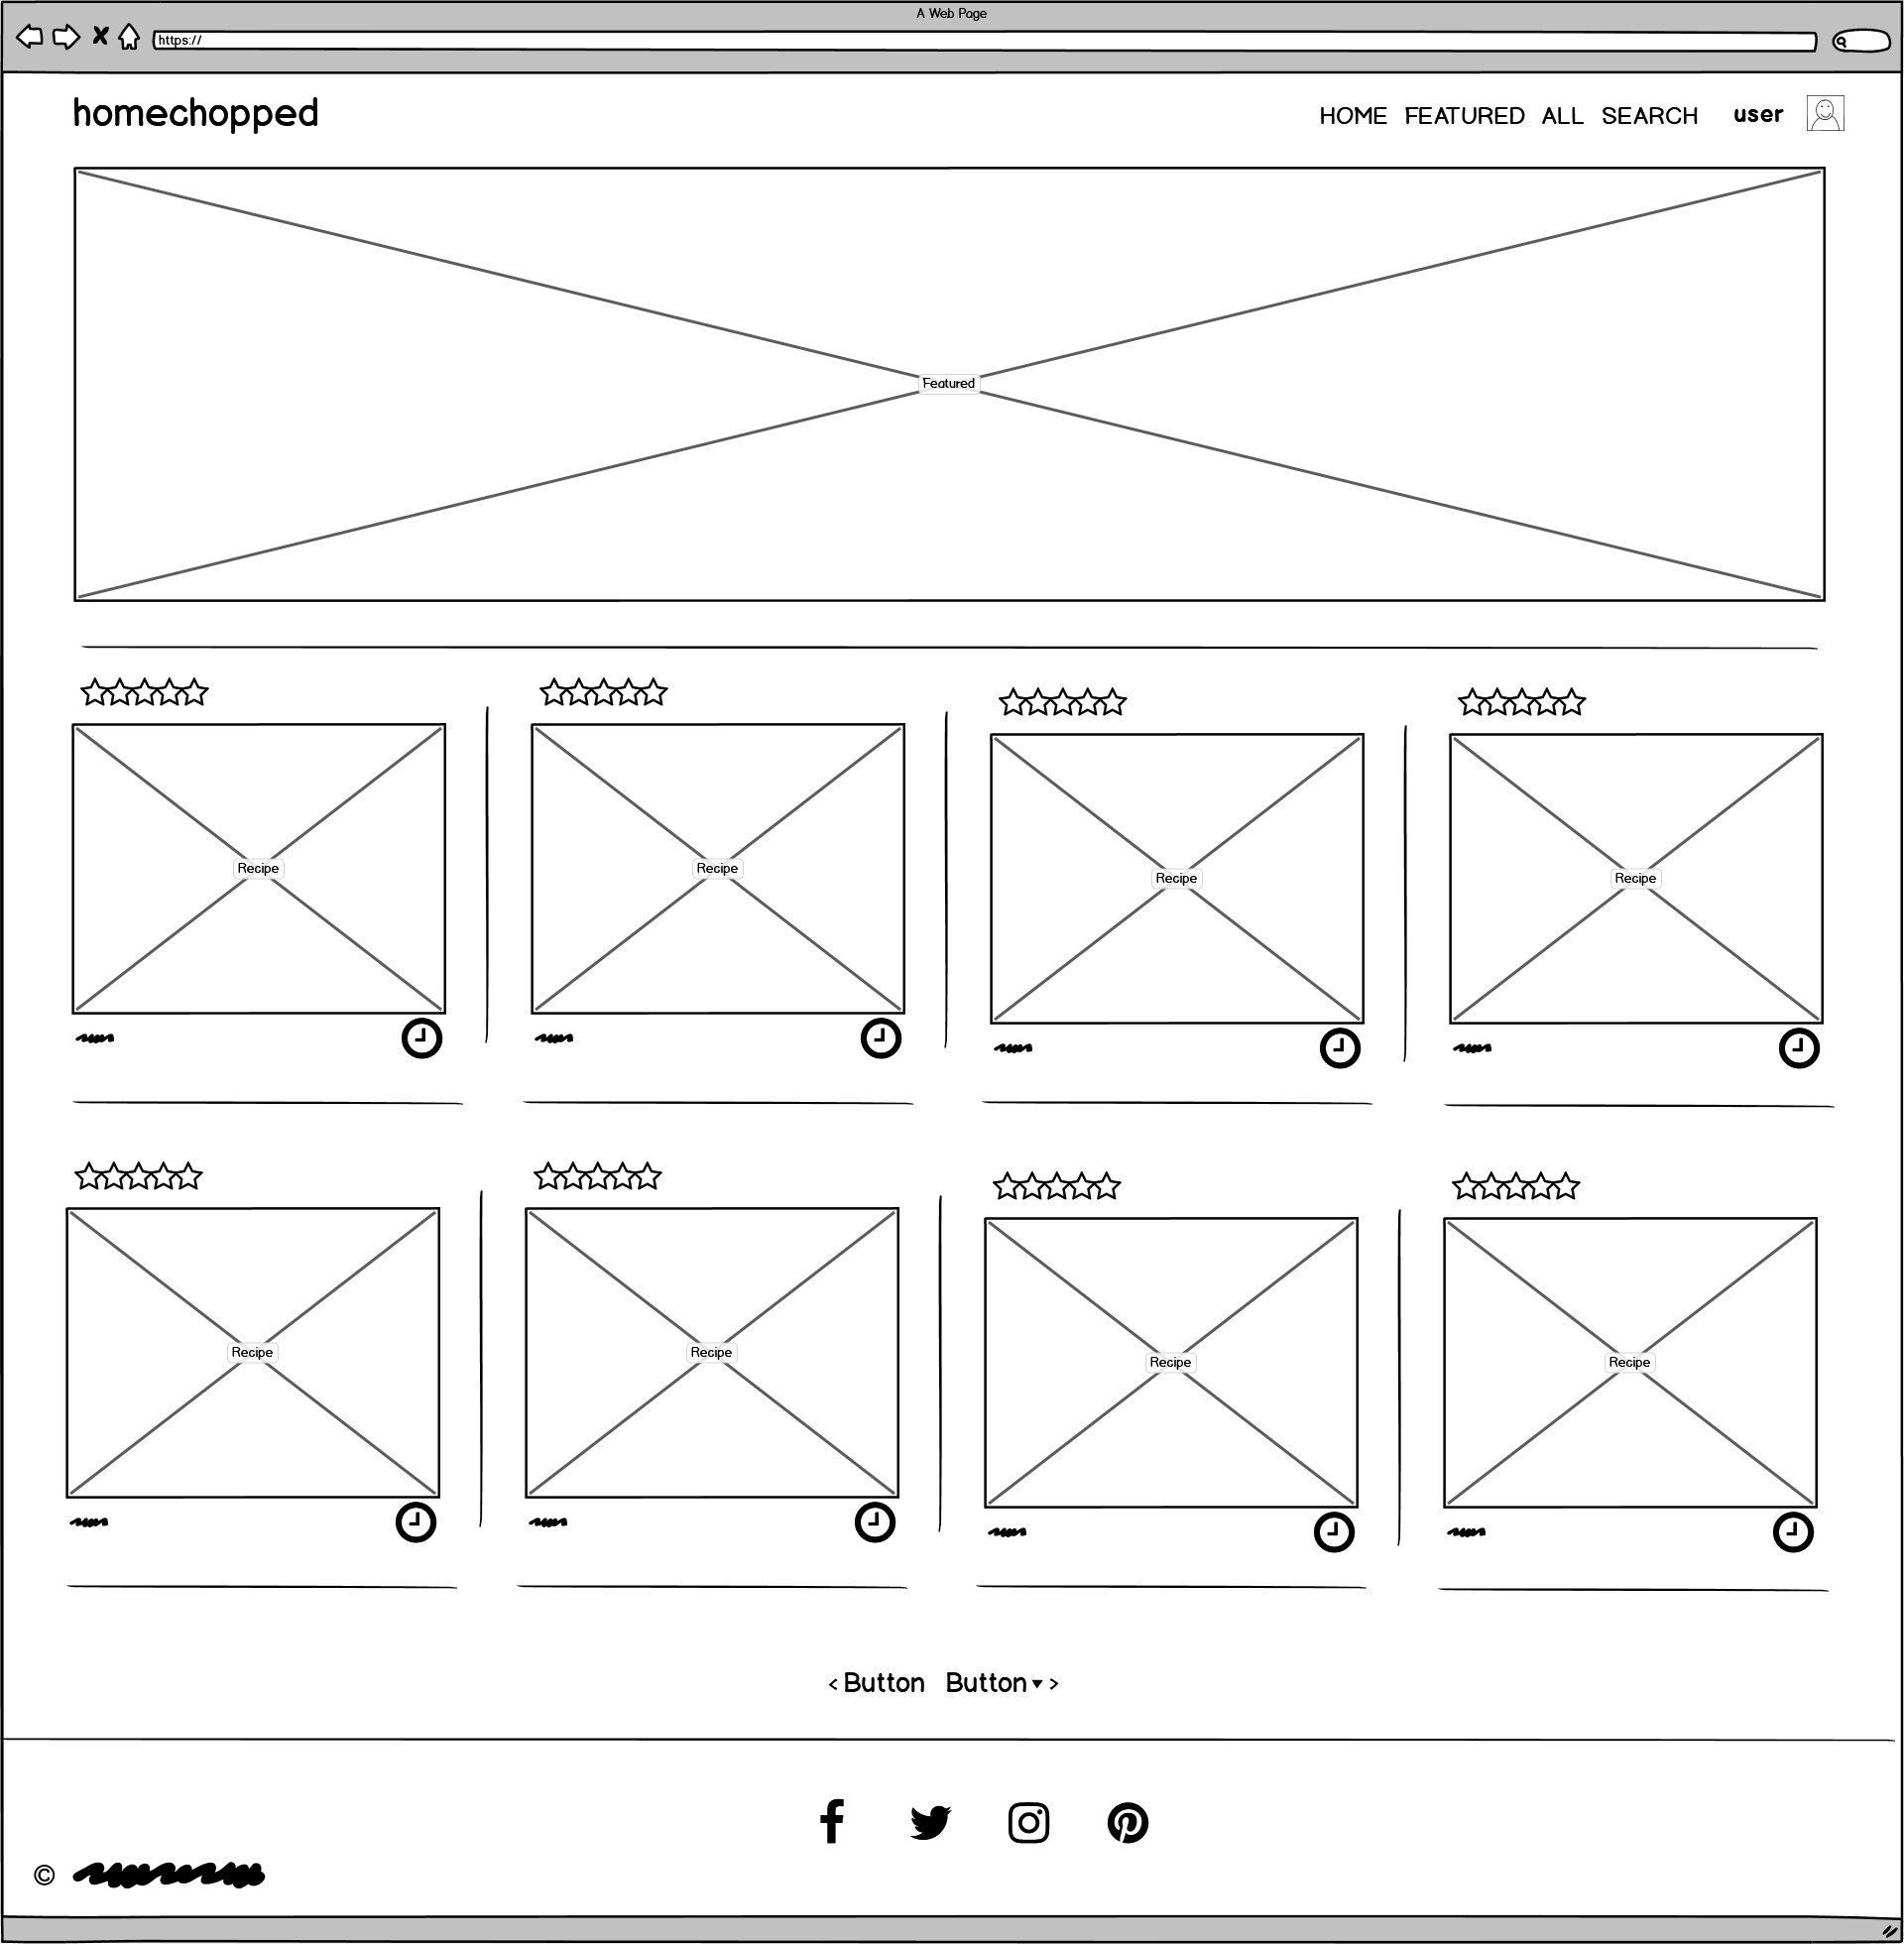 A Web Page
https://
homechopped
HOME FEATURED ALL SEARCH user
Featured
Recipe Recipe Recipe Recipe
Recipe Recipe Recipe Recipe
< Button Button ▾ >
©